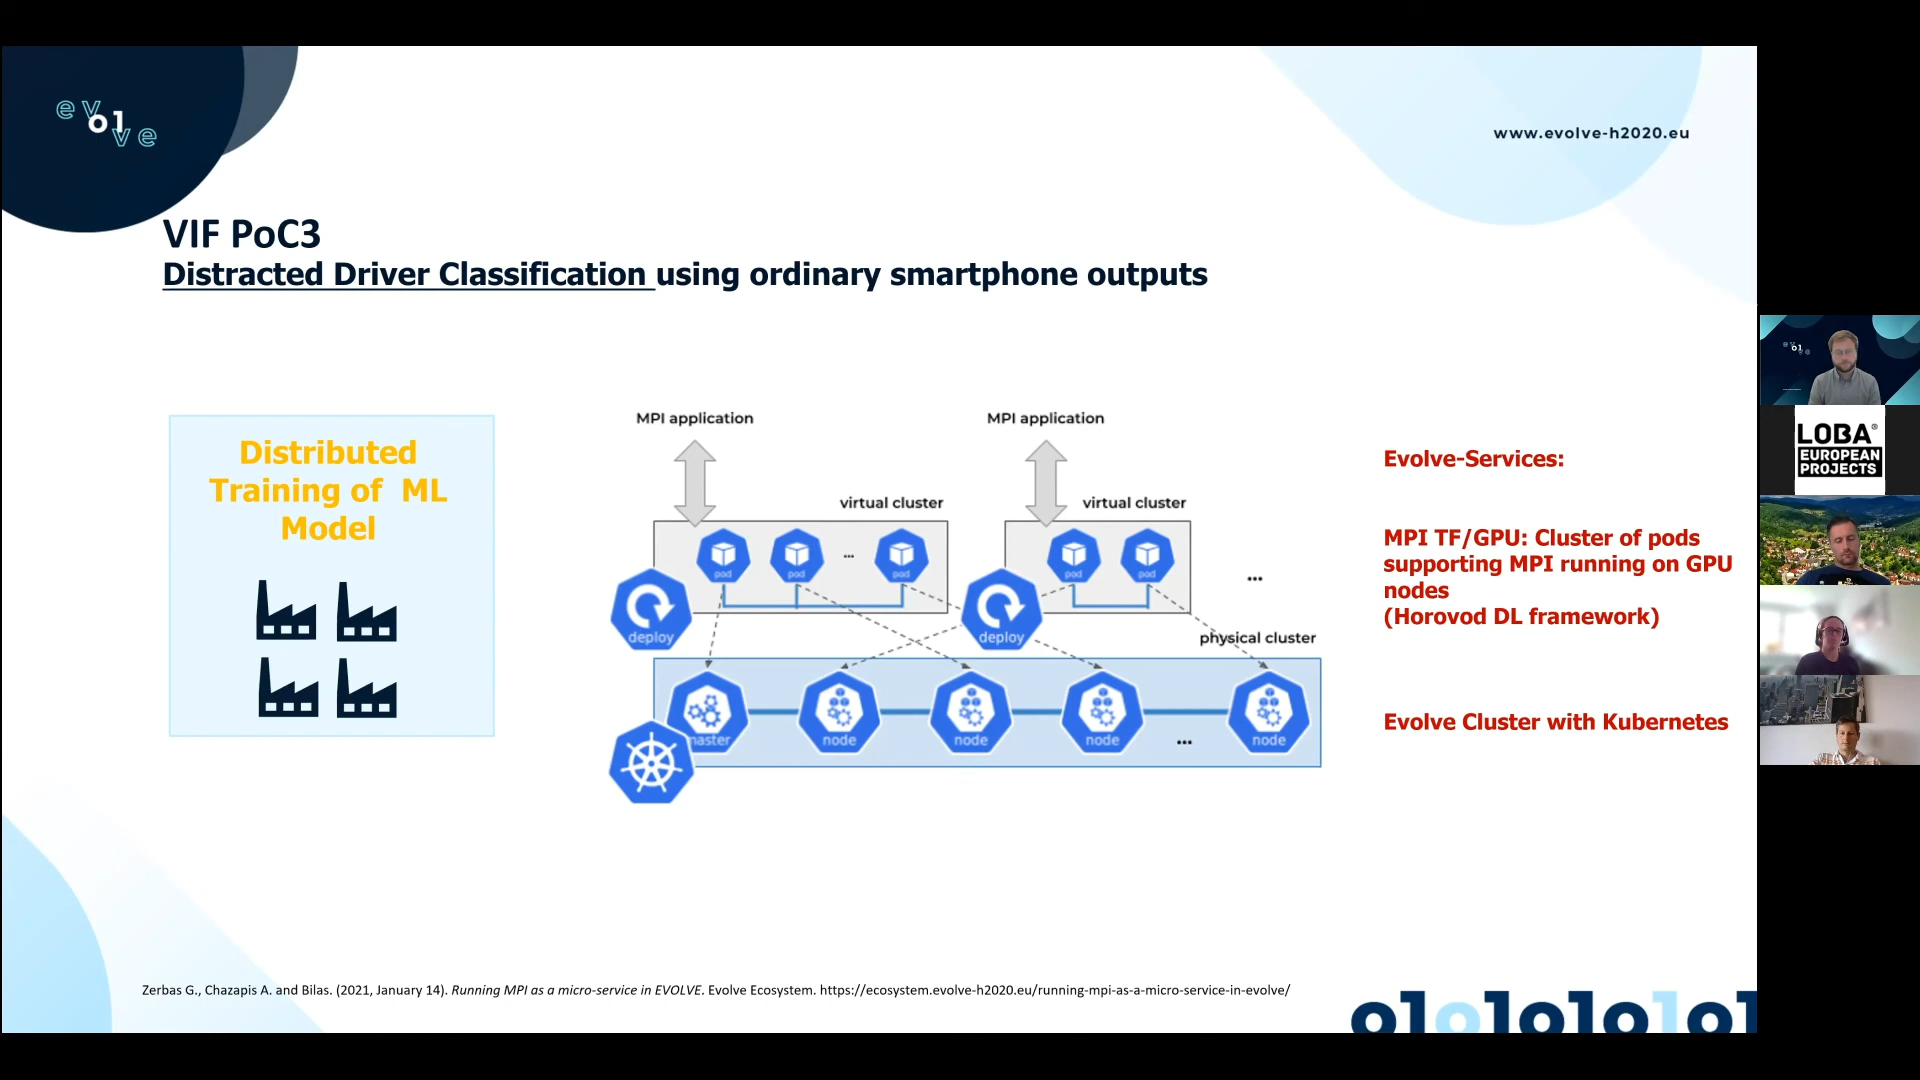 evolve
www.evolve-h2020.eu
VIF PoC3
Distracted Driver Classification using ordinary smartphone outputs
Distributed
Training of ML
Model
MPI application
MPI application
virtual cluster
virtual cluster
pod
pod
...
pod
pod
pod
...
deploy
deploy
physical cluster
master
node
node
node
...
node
Evolve-Services:
MPI TF/GPU: Cluster of pods
supporting MPI running on GPU
nodes
(Horovod DL framework)
Evolve Cluster with Kubernetes
Zerbas G., Chazapis A. and Bilas. (2021, January 14). Running MPI as a micro-service in EVOLVE. Evolve Ecosystem. https://ecosystem.evolve-h2020.eu/running-mpi-as-a-micro-service-in-evolve/
o1o1o1o1o1
LOBA®
EUROPEAN
PROJECTS